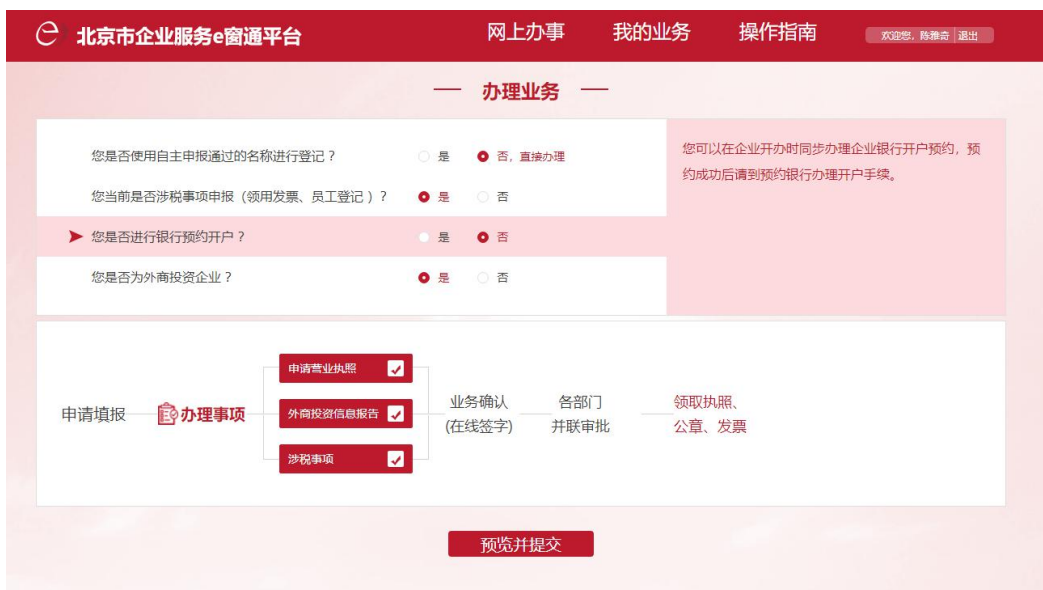 北京市企业服务e窗通平台 网上办事 我的业务 操作指南 欢迎您，陈雅奇 退出
办理业务
您是否使用自主申报通过的名称进行登记？ 是 否，直接办理
您当前是否涉税事项申报（领用发票、员工登记）？ 是 否
您是否进行银行预约开户？ 是 否
您是否为外商投资企业？ 是 否
您可以在企业开办时同步办理企业银行开户预约，预
约成功后请到预约银行办理开户手续。
申请填报
办理事项
申请营业执照
外商投资信息报告
涉税事项
业务确认
(在线签字)
各部门
并联审批
领取执照、
公章、发票
预览并提交